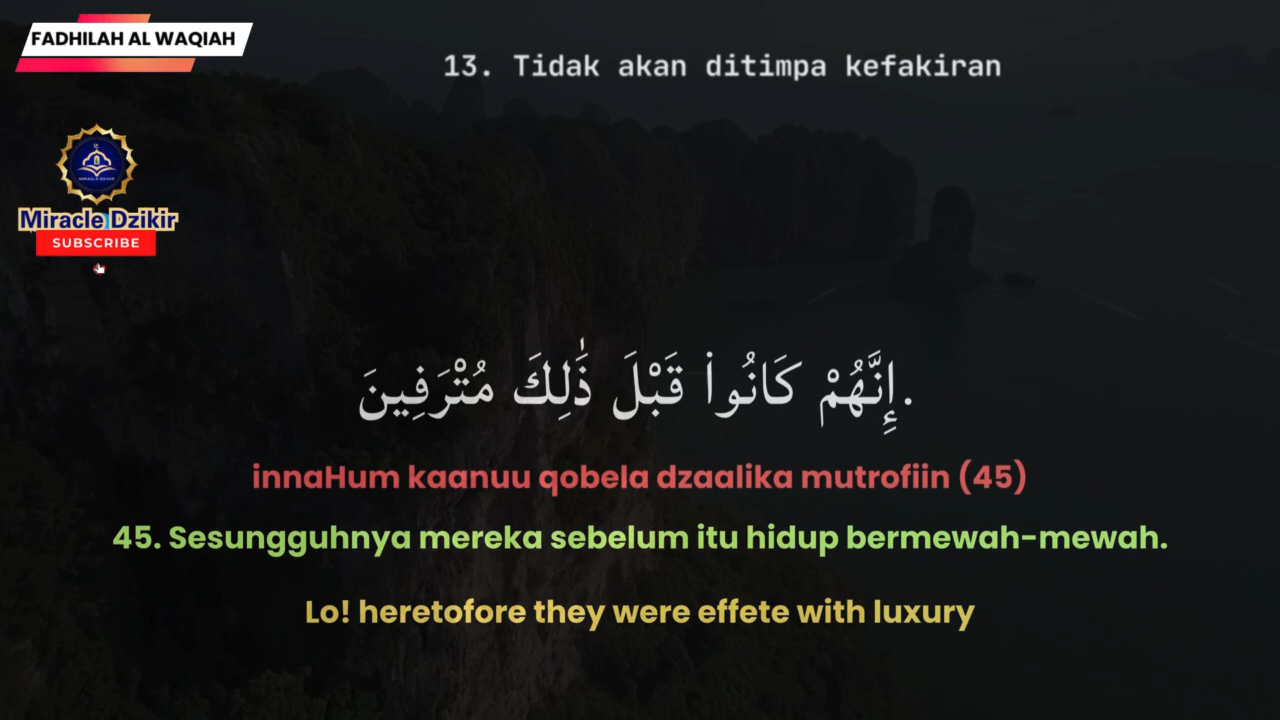 FADHILAH AL WAQIAH
13. Tidak akan ditimpa kefakiran
Miracle Dzikir
SUBSCRIBE
إِنَّهُمْ كَانُوا۟ قَبْلَ ذَٰلِكَ مُتْرَفِينَ.
innaHum kaanuu qobela dzaalika mutrofiin (45)
45. Sesungguhnya mereka sebelum itu hidup bermewah-mewah.
Lo! heretofore they were effete with luxury